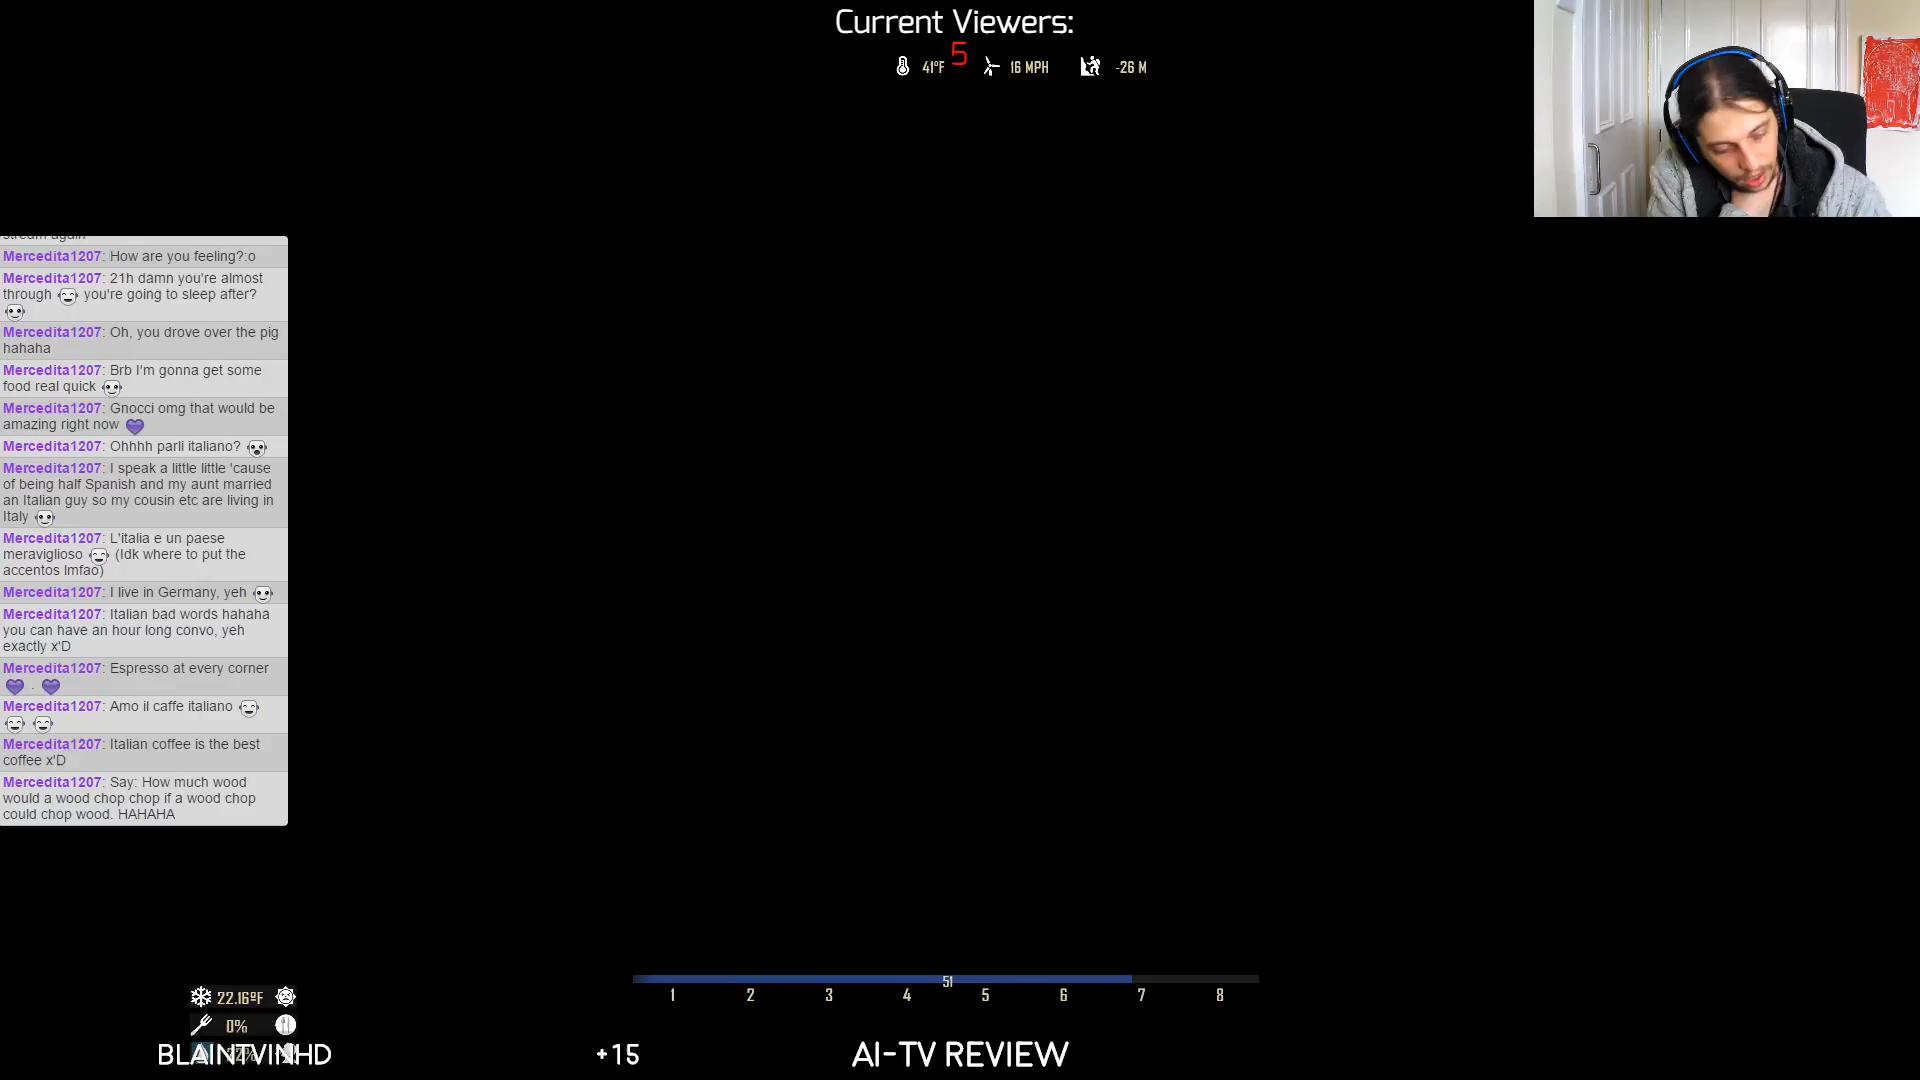 Current Viewers:
5
41°F 16 MPH -26 M
stream again
Mercedita1207: How are you feeling?:o
Mercedita1207: 21h damn you're almost
through you're going to sleep after?
Mercedita1207: Oh, you drove over the pig
hahaha
Mercedita1207: Brb I'm gonna get some
food real quick
Mercedita1207: Gnocci omg that would be
amazing right now
Mercedita1207: Ohhhh parli italiano?
Mercedita1207: I speak a little little 'cause
of being half Spanish and my aunt married
an Italian guy so my cousin etc are living in
Italy
Mercedita1207: L'italia e un paese
meraviglioso (Idk where to put the
accentos lmfao)
Mercedita1207: I live in Germany, yeh
Mercedita1207: Italian bad words hahaha
you can have an hour long convo, yeh
exactly x'D
Mercedita1207: Espresso at every corner
.
Mercedita1207: Amo il caffe italiano
Mercedita1207: Italian coffee is the best
coffee x'D
Mercedita1207: Say: How much wood
would a wood chop chop if a wood chop
could chop wood. HAHAHA
51
1 2 3 4 5 6 7 8
22.16ºF
0%
BLAINTVINHD
+15
AI-TV REVIEW